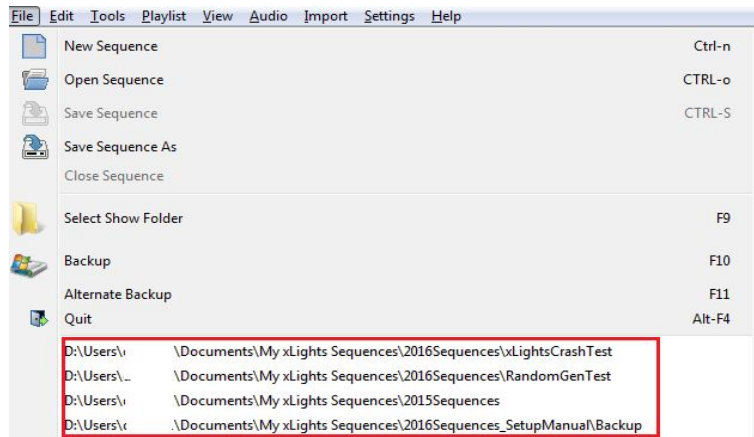 File Edit Tools Playlist View Audio Import Settings Help
New Sequence Ctrl-n
Open Sequence CTRL-o
Save Sequence CTRL-S
Save Sequence As
Close Sequence
Select Show Folder F9
Backup F10
Alternate Backup F11
Quit Alt-F4
D:\Users\ \Documents\My xLights Sequences\2016Sequences\xLightsCrashTest
D:\Users\ \Documents\My xLights Sequences\2016Sequences\RandomGenTest
D:\Users\ \Documents\My xLights Sequences\2015Sequences
D:\Users\ \Documents\My xLights Sequences\2016Sequences_SetupManual\Backup